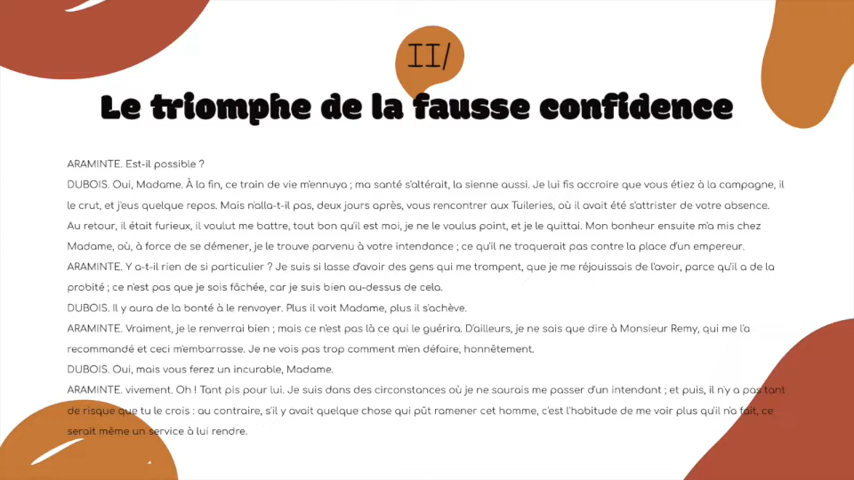 II/
Le triomphe de la fausse confidence
ARAMINTE. Est-il possible ?
DUBOIS. Oui, Madame. À la fin, ce train de vie m'ennuya ; ma santé s'altérait, la sienne aussi. Je lui fis accroire que vous étiez à la campagne, il
le crut, et j'eus quelque repos. Mais n'alla-t-il pas, deux jours après, vous rencontrer aux Tuileries, où il avait été s'attrister de votre absence.
Au retour, il était furieux, il voulut me battre, tout bon qu'il est moi, je ne le voulus point, et je le quittai. Mon bonheur ensuite m'a mis chez
Madame, où, à force de se démener, je le trouve parvenu à votre intendance ; ce qu'il ne troquerait pas contre la place d'un empereur.
ARAMINTE. Y a-t-il rien de si particulier ? Je suis si lasse d'avoir des gens qui me trompent, que je me réjouissais de l'avoir, parce qu'il a de la
probité ; ce n'est pas que je sois fâchée, car je suis bien au-dessus de cela.
DUBOIS. Il y aura de la bonté à le renvoyer. Plus il voit Madame, plus il s'achève.
ARAMINTE. Vraiment, je le renverrai bien ; mais ce n'est pas là ce qui le guérira. D'ailleurs, je ne sais que dire à Monsieur Remy, qui me l'a
recommandé et ceci m'embarrasse. Je ne vois pas trop comment m'en défaire, honnêtement.
DUBOIS. Oui, mais vous ferez un incurable, Madame.
ARAMINTE. vivement. Oh ! Tant pis pour lui. Je suis dans des circonstances où je ne saurais me passer d'un intendant ; et puis, il n'y a pas tant
de risque que tu le crois : au contraire, s'il y avait quelque chose qui pût ramener cet homme, c'est l'habitude de me voir plus qu'il n'a fait, ce
serait même un service à lui rendre.